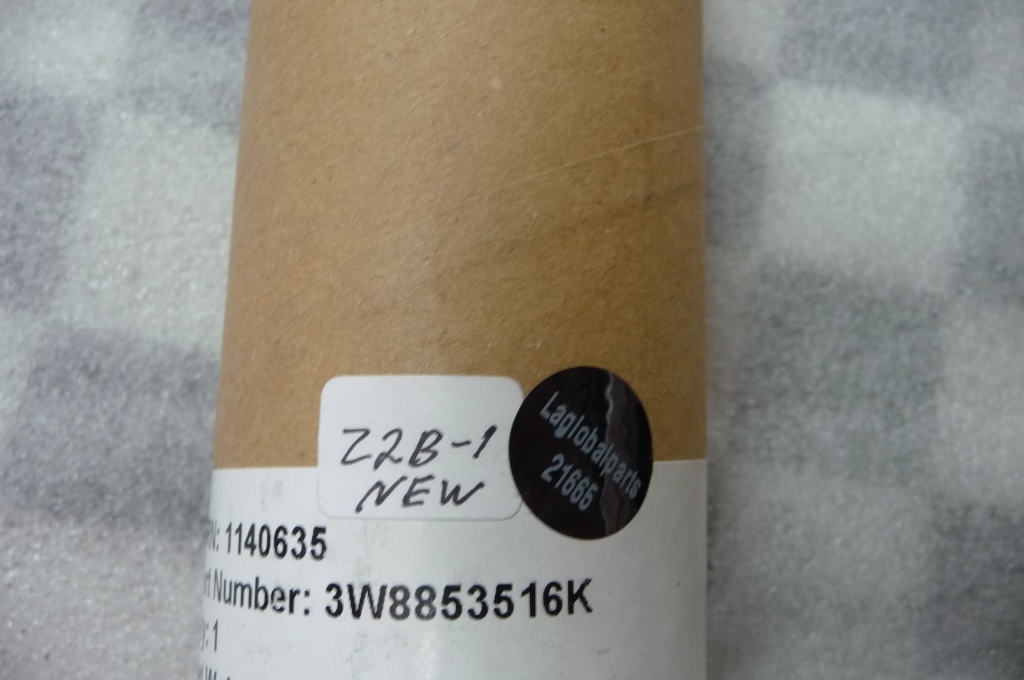 Z2B-1
NEW
Laglobalparts
21665
N: 1140635
Number: 3W8853516K
: 1